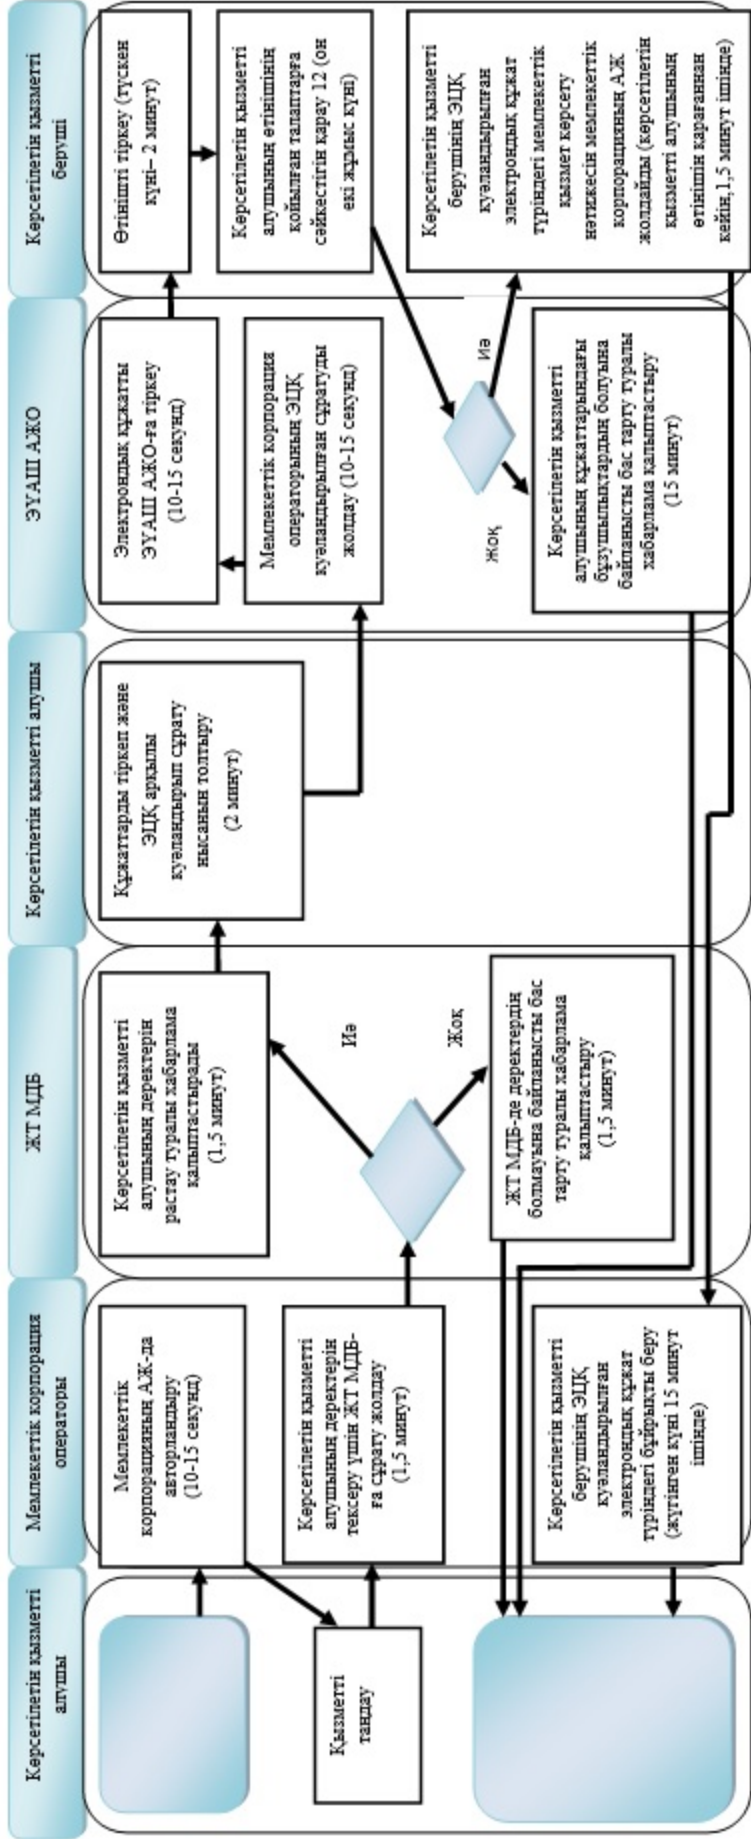 Көрсетілетін қызметті
алушы
Мемлекеттік корпорация
операторы
ЖТ МДБ
Көрсетілетін қызметті алушы
ЭҮАШ АЖО
Көрсетілетін қызметті
беруші
Мемлекеттік
корпорацияның АЖ-да
авторландыру
(10-15 секунд)
Қызметті
таңдау
Көрсетілетін қызметті
алушының деректерін
тексеру үшін ЖТ МДБ-
ға сұрату жолдау
(1,5 минут)
Көрсетілетін қызметті
берушінің ЭЦҚ
куәландырылған
электрондық құжат
түріндегі бұйрықты беру
(жүгінген күні 15 минут
ішінде)
Көрсетілетін қызметті
алушының деректерін
растау туралы хабарлама
қалыптастырады
(1,5 минут)
Иә
Жоқ
ЖТ МДБ-де деректердің
болмауына байланысты бас
тарту туралы хабарлама
қалыптастыру
(1,5 минут)
Құжаттарды тіркеп және
ЭЦҚ арқылы
куәландырып сұрату
нысанын толтыру
(2 минут)
Электрондық құжатты
ЭҮАШ АЖО-ға тіркеу
(10-15 секунд)
Мемлекеттік корпорация
операторының ЭЦҚ
куәландырылған сұратуды
жолдау (10-15 секунд)
Иә
Жоқ
Көрсетілетін қызметті
алушының құжаттарындағы
бұзушылықтардың болуына
байланысты бас тарту туралы
хабарлама қалыптастыру
(15 минут)
Өтінішті тіркеу (түскен
күні– 2 минут)
Көрсетілетін қызметті
алушының өтінішінің
қойылған талаптарға
сәйкестігін қарау 12 (он
екі жұмыс күні)
Көрсетілетін қызметті
берушінің ЭЦҚ
куәландырылған
электрондық құжат
түріндегі мемлекеттік
қызмет көрсету
нәтижесін мемлекеттік
корпорацияның АЖ
жолдайды (көрсетілетін
қызметті алушының
өтінішін қарағаннан
кейін,1,5 минут ішінде)